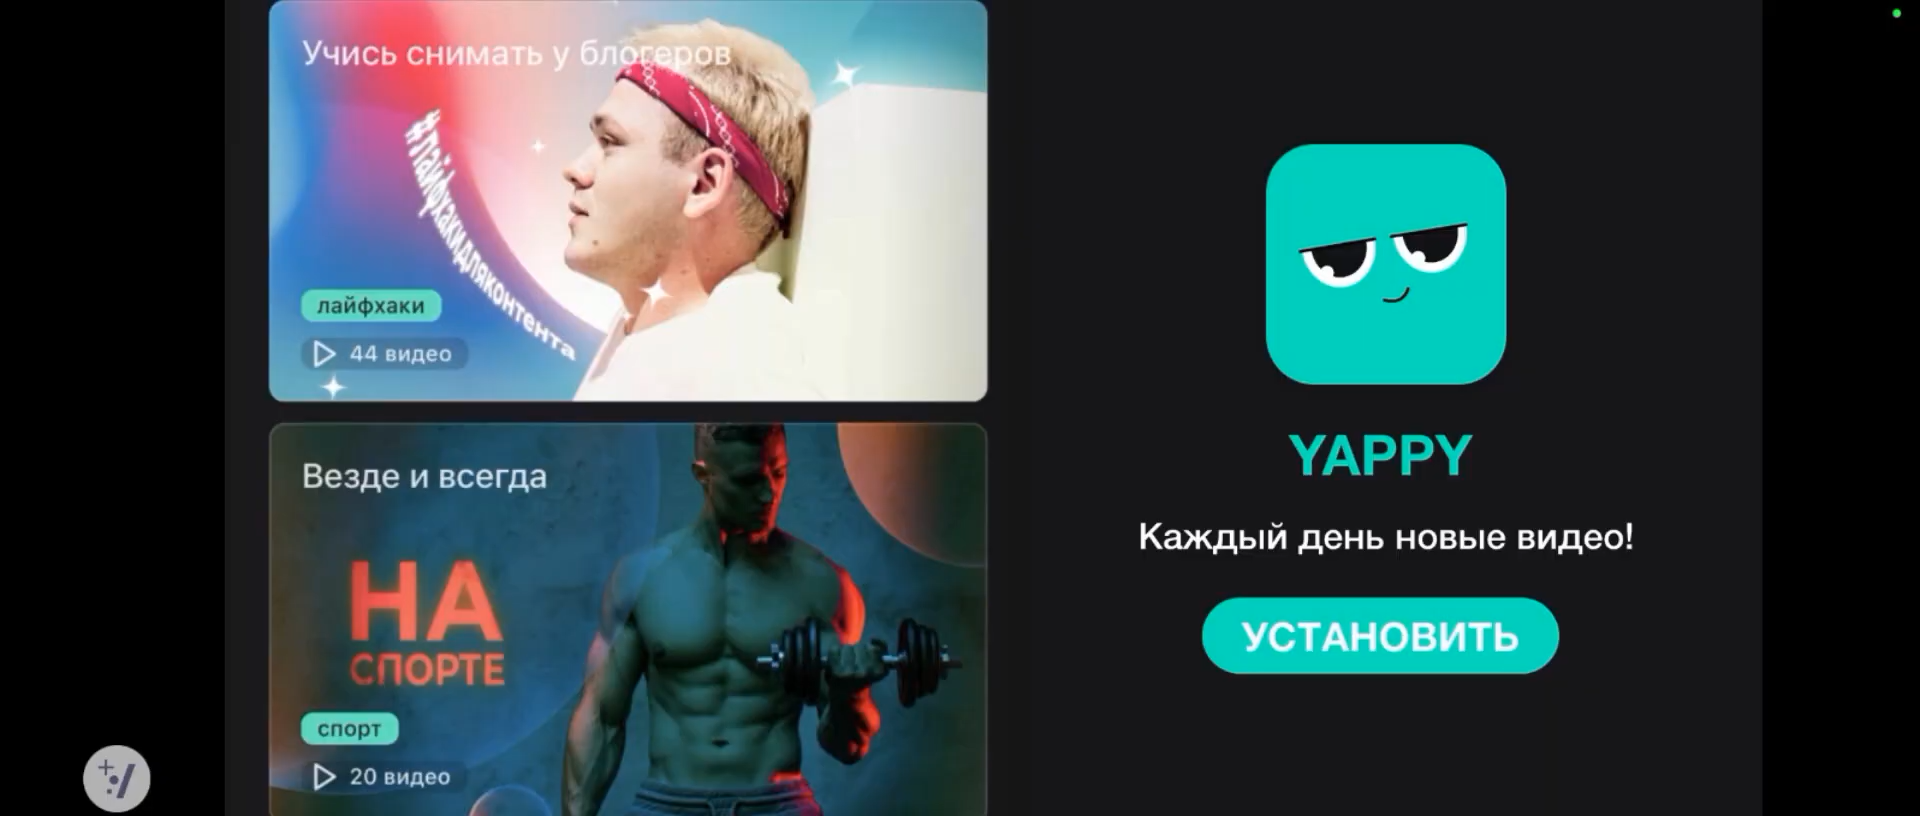 Учись снимать у блогеров
#лайфхакидляконтента
лайфхаки
44 видео
Везде и всегда
НА
СПОРТЕ
спорт
20 видео
YAPPY
Каждый день новые видео!
УСТАНОВИТЬ